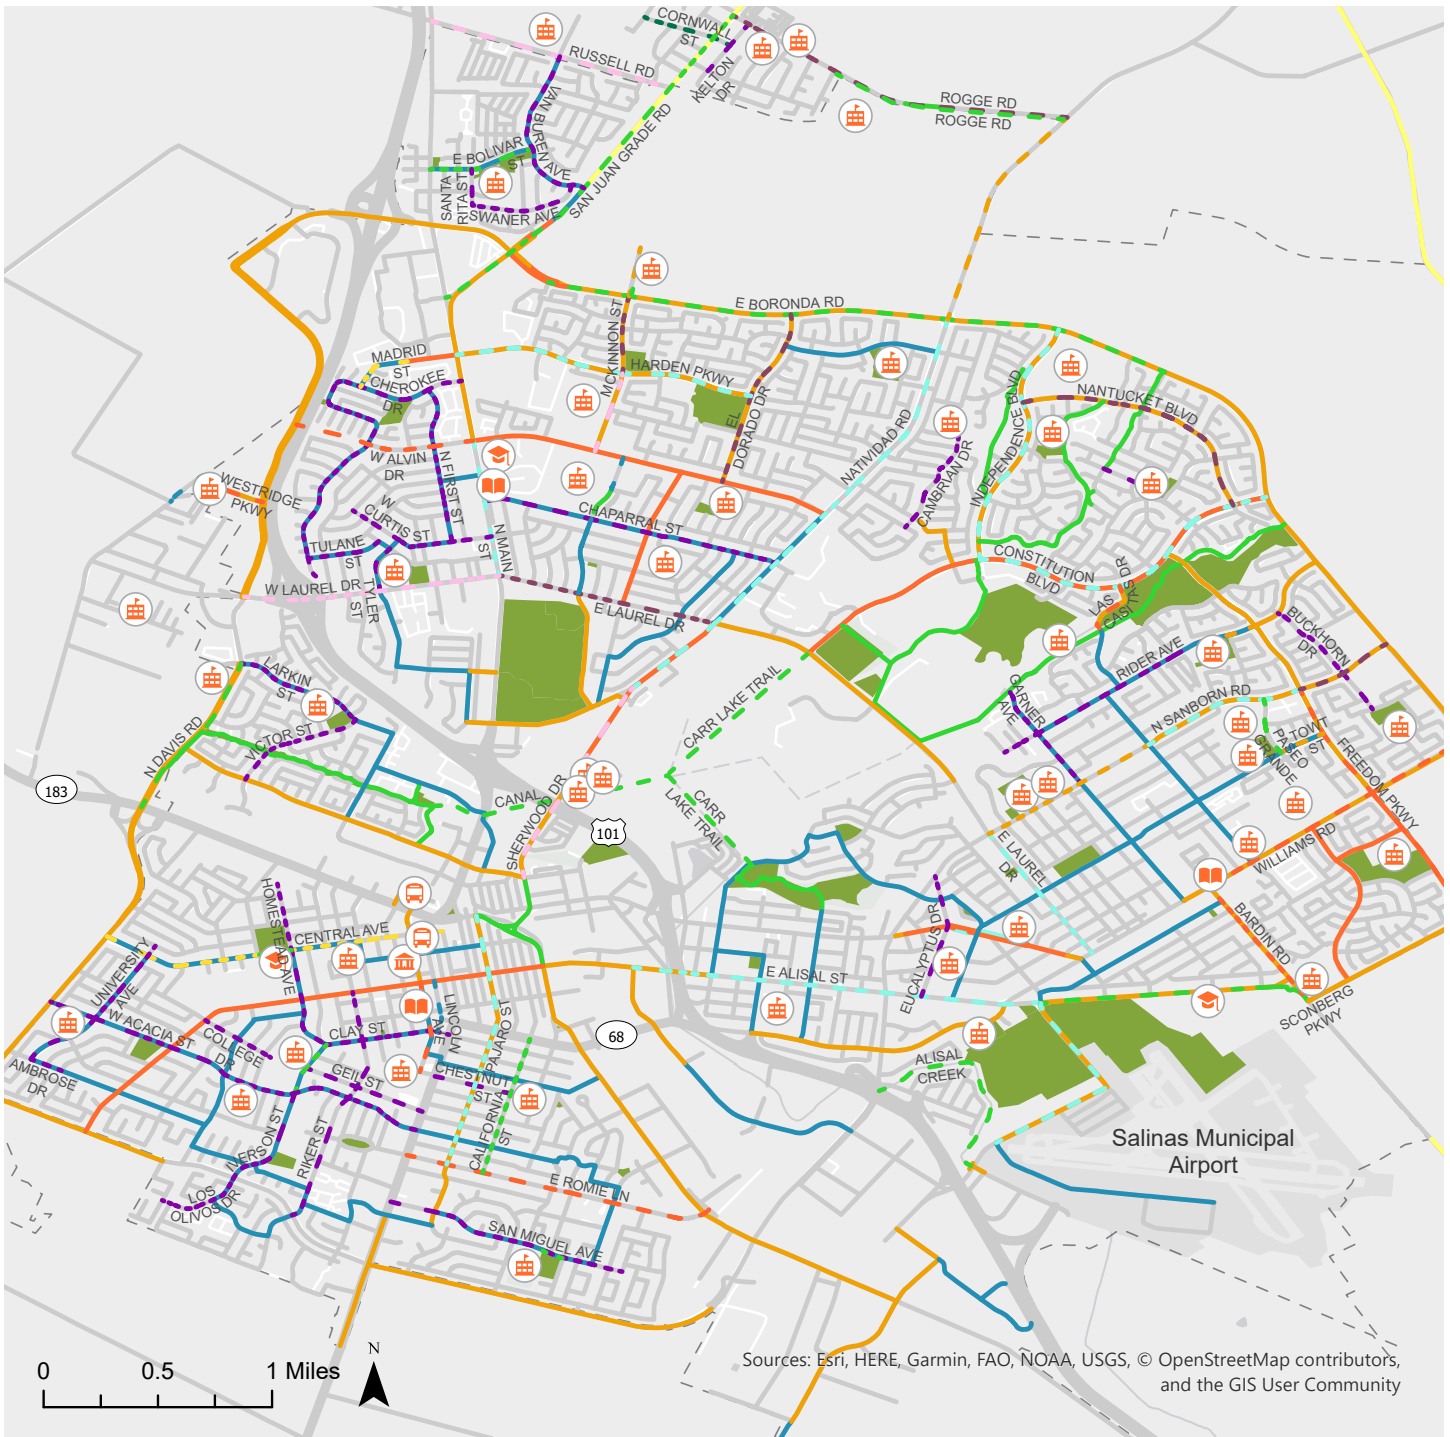 CORNWALL
ST
RUSSELL RD
KELTON
DR
ROGGE RD
ROGGE RD
VAN BUREN AVE
E BOLIVAR
ST
SAN JUAN GRADE RD
SANTA
RITA ST
SWANER AVE
E BORONDA RD
MCKINNON ST
MADRID
ST
CHEROKEE
DR
HARDEN PKWY
EL
DORADO DR
NATIVIDAD RD
INDEPENDENCE BLVD
NANTUCKET BLVD
CAMBRIAN DR
W ALVIN
DR
N FIRST ST
WESTRIDGE
PKWY
W
CURTIS ST
CHAPARRAL ST
N MAIN
ST
TULANE
ST
CONSTITUTION
BLVD
W LAUREL DR
TYLER
ST
E LAUREL DR
LAS
CASITAS DR
BUCKHORN
DR
RIDER AVE
LARKIN
ST
GARNER
AVE
N SANBORN RD
CARR LAKE TRAIL
VICTOR ST
N DAVIS RD
TOWT
ST
PASEO
GRANDE
FREEDOM PKWY
183
CANAL
SHERWOOD DR
CARR
LAKE TRAIL
101
E LAUREL
DR
WILLIAMS RD
HOMESTEAD AVE
CENTRAL AVE
BARDIN RD
EUCALYPTUS DR
UNIVERSITY
AVE
E ALISAL ST
W ACACIA ST
COLLEGE
DR
CLAY ST
LINCOLN
AVE
PAJARO ST
68
SCONBERG
PKWY
AMBROSE
DR
GEIL ST
CHESTNUT
ST
ALISAL
CREEK
CALIFORNIA
ST
IVERSON ST
RIKER ST
Salinas Municipal
Airport
LOS
OLIVOS DR
E ROMIE LN
SAN MIGUEL AVE
N
0 0.5 1 Miles
Sources: Esri, HERE, Garmin, FAO, NOAA, USGS, © OpenStreetMap contributors,
and the GIS User Community